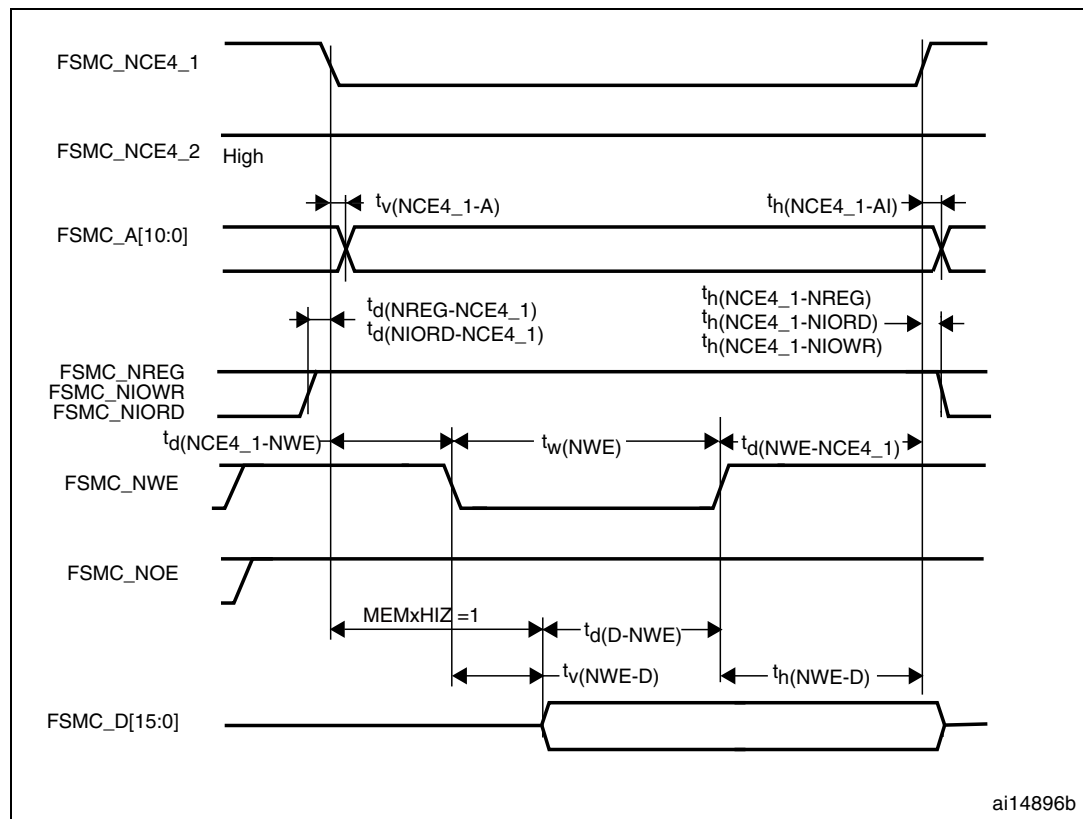 FSMC_NCE4_1
FSMC_NCE4_2 High
tv(NCE4_1-A)
th(NCE4_1-AI)
FSMC_A[10:0]
td(NREG-NCE4_1)
td(NIORD-NCE4_1)
th(NCE4_1-NREG)
th(NCE4_1-NIORD)
th(NCE4_1-NIOWR)
FSMC_NREG
FSMC_NIOWR
FSMC_NIORD
td(NCE4_1-NWE)
tw(NWE)
td(NWE-NCE4_1)
FSMC_NWE
FSMC_NOE
MEMxHIZ =1
td(D-NWE)
tv(NWE-D)
th(NWE-D)
FSMC_D[15:0]
ai14896b